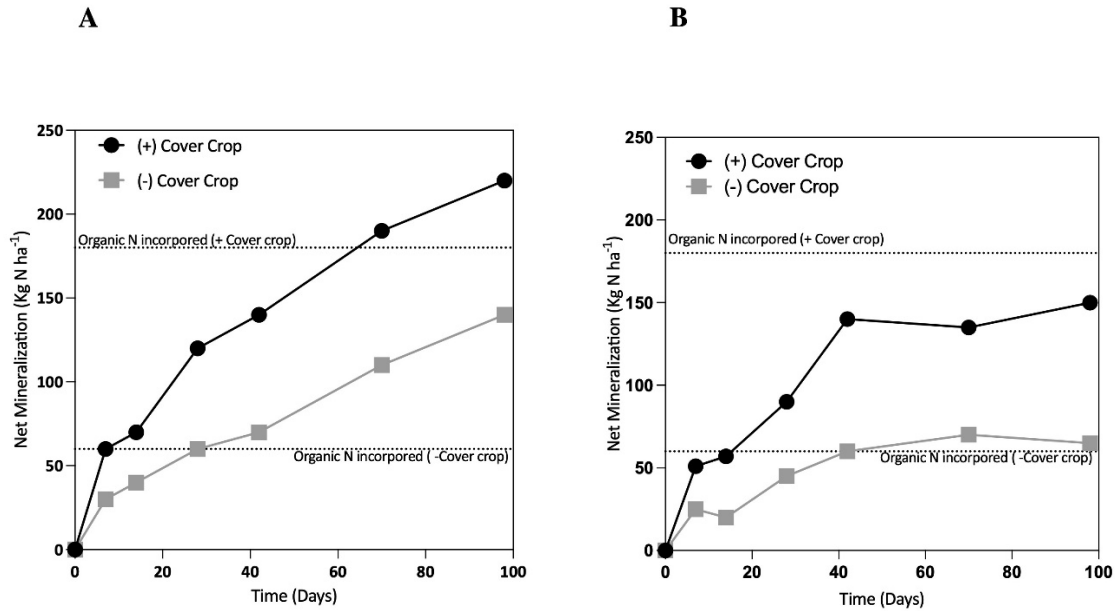 A
250
200
150
100
50
0
Net Mineralization (Kg N ha-1)
(+) Cover Crop
(-) Cover Crop
Organic N incorpored (+ Cover crop)
Organic N incorpored ( -Cover crop)
0 20 40 60 80 100
Time (Days)
B
250
200
150
100
50
0
Net Mineralization (Kg N ha-1)
(+) Cover Crop
(-) Cover Crop
Organic N incorpored (+ Cover crop)
Organic N incorpored ( -Cover crop)
0 20 40 60 80 100
Time (Days)